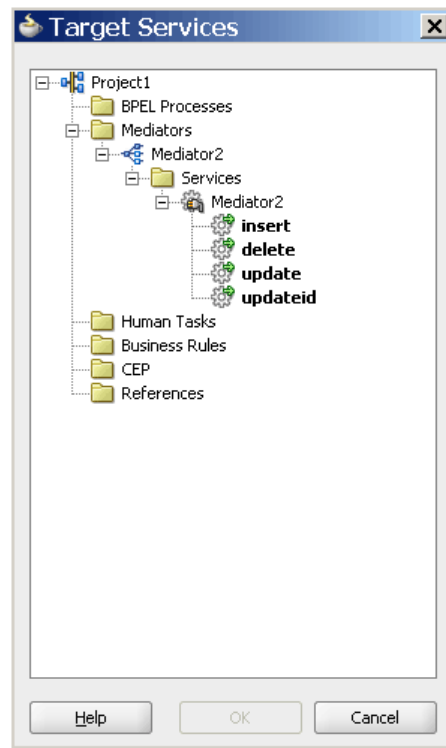 Target Services
Project1
BPEL Processes
Mediators
Mediator2
Services
Mediator2
insert
delete
update
updateid
Human Tasks
Business Rules
CEP
References
Help
OK
Cancel